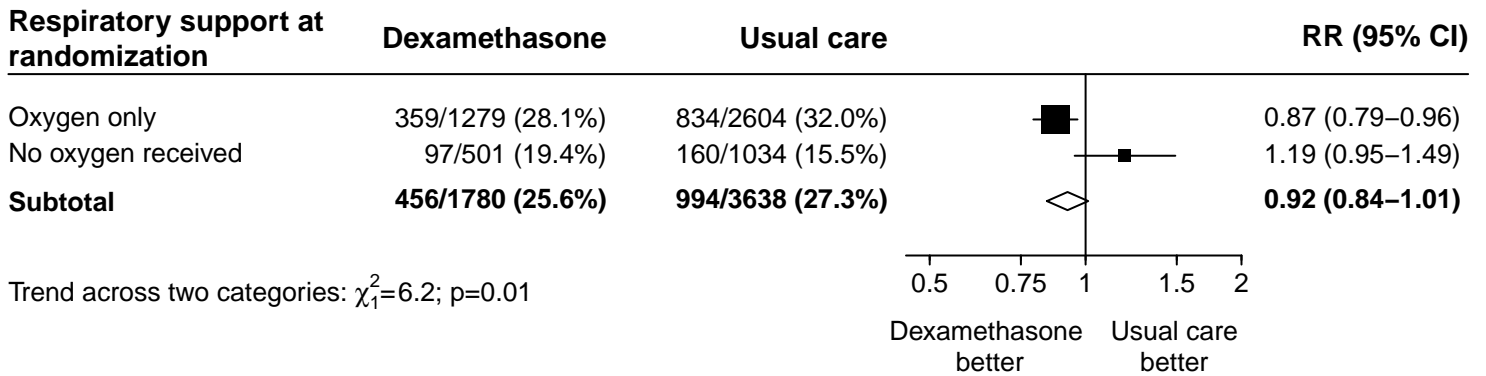 Respiratory support at
randomization Dexamethasone Usual care RR (95% CI)
Oxygen only 359/1279 (28.1%) 834/2604 (32.0%) 0.87 (0.79−0.96)
No oxygen received 97/501 (19.4%) 160/1034 (15.5%) 1.19 (0.95−1.49)
Subtotal 456/1780 (25.6%) 994/3638 (27.3%) 0.92 (0.84−1.01)
0.5 0.75 1 1.5 2
Trend across two categories: χ²₁=6.2; p=0.01
Dexamethasone Usual care
better better